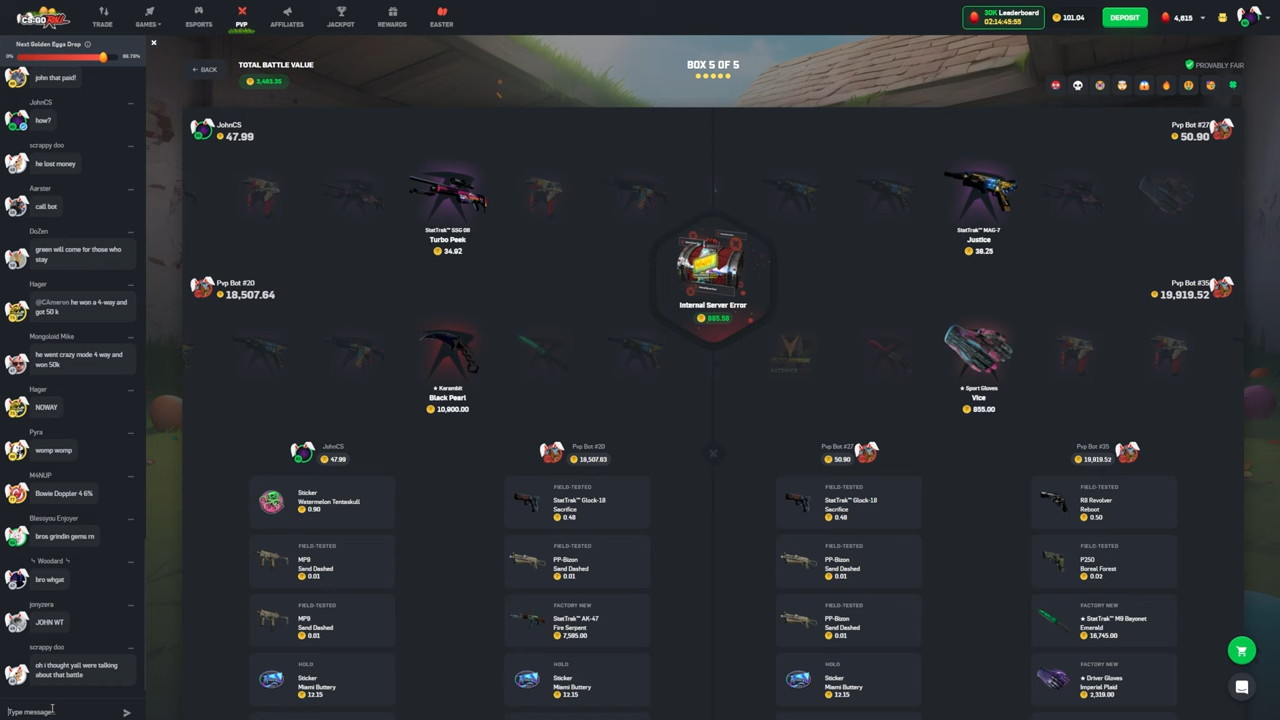 CS:GO ROLL
TRADE
GAMES
ESPORTS
PVP
AFFILIATES
JACKPOT
REWARDS
EASTER
30K Leaderboard
02:14:45:55
101.04
DEPOSIT
4,615
Next Golden Eggs Drop
0%
86.78%
john that paid!
JohnCS
how?
scrappy doo
he lost money
Aarster
call bot
DoZen
green will come for those who
stay
Hager
@CAmeron he won a 4-way and
got 50 k
Mongoloid Mike
he went crazy mode 4 way and
won 50k
Hager
NOWAY
Pyra
womp womp
M4NUP
Bowie Doppler 4 6%
Blessyou Enjoyer
bros grindin gems rn
Woodard
bro whgat
jonyzera
JOHN WT
scrappy doo
oh i thought yall were talking
about that battle
Type message...
← BACK
TOTAL BATTLE VALUE
3,463.35
BOX 5 OF 5
PROVABLY FAIR
JohnCS
47.99
Pvp Bot #27
50.90
StatTrak™ SSG 08
Turbo Peek
34.92
StatTrak™ MAG-7
Justice
38.25
Pvp Bot #20
18,507.64
Pvp Bot #35
19,919.52
Internal Server Error
665.58
★ Karambit
Black Pearl
10,900.00
★ Sport Gloves
Vice
855.00
JohnCS
47.99
Pvp Bot #20
18,507.63
Pvp Bot #27
50.90
Pvp Bot #35
19,919.52
Sticker
Watermelon Tentaskull
0.90
FIELD-TESTED
StatTrak™ Glock-18
Sacrifice
0.48
FIELD-TESTED
StatTrak™ Glock-18
Sacrifice
0.48
FIELD-TESTED
R8 Revolver
Reboot
0.50
FIELD-TESTED
MP9
Sand Dashed
0.01
FIELD-TESTED
PP-Bizon
Sand Dashed
0.01
FIELD-TESTED
PP-Bizon
Sand Dashed
0.01
FIELD-TESTED
P250
Boreal Forest
0.02
FIELD-TESTED
MP9
Sand Dashed
0.01
FACTORY NEW
StatTrak™ AK-47
Fire Serpent
7,595.00
FIELD-TESTED
PP-Bizon
Sand Dashed
0.01
FACTORY NEW
★ StatTrak™ M9 Bayonet
Emerald
16,745.00
HOLO
Sticker
Miami Buttery
12.15
HOLO
Sticker
Miami Buttery
12.15
HOLO
Sticker
Miami Buttery
12.15
FACTORY NEW
★ Driver Gloves
Imperial Plaid
2,319.00